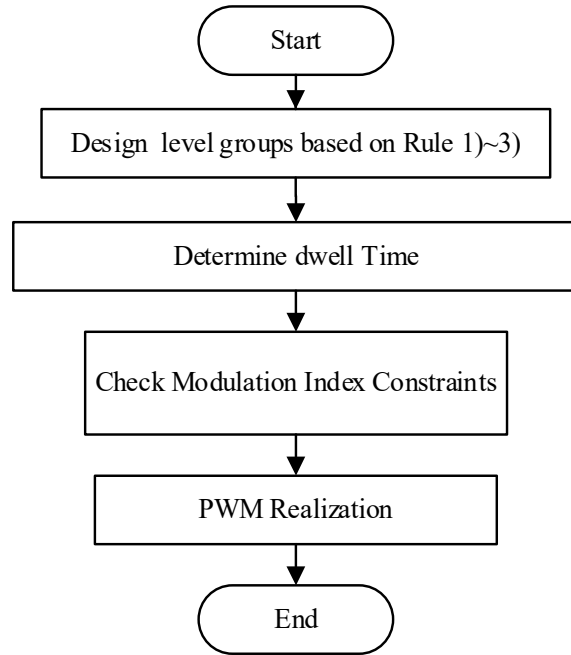 Start
Design level groups based on Rule 1)~3)
Determine dwell Time
Check Modulation Index Constraints
PWM Realization
End